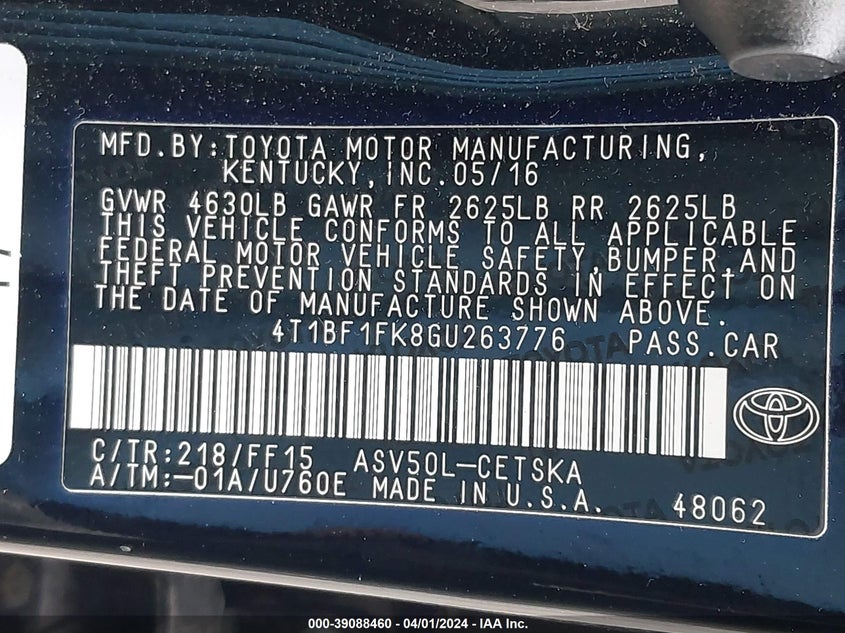 MFD.BY:TOYOTA MOTOR MANUFACTURING,
KENTUCKY,INC.05/16
GVWR 4630LB GAWR FR 2625LB RR 2625LB
THIS VEHICLE CONFORMS TO ALL APPLICABLE
FEDERAL MOTOR VEHICLE SAFETY,BUMPER,AND
THEFT PREVENTION STANDARDS IN EFFECT ON
THE DATE OF MANUFACTURE SHOWN ABOVE.
4T1BF1FK8GU263776 PASS.CAR
C/TR:218/FF15 ASV50L-CETSKA
A/TM:-01A/U760E MADE IN U.S.A. 48062
000-39088460 - 04/01/2024 - IAA Inc.